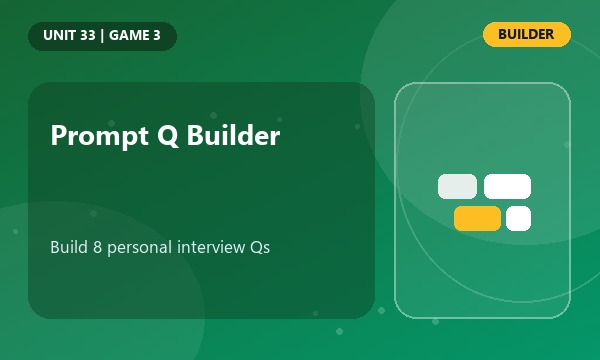 UNIT 33 | GAME 3
BUILDER
Prompt Q Builder
Build 8 personal interview Qs